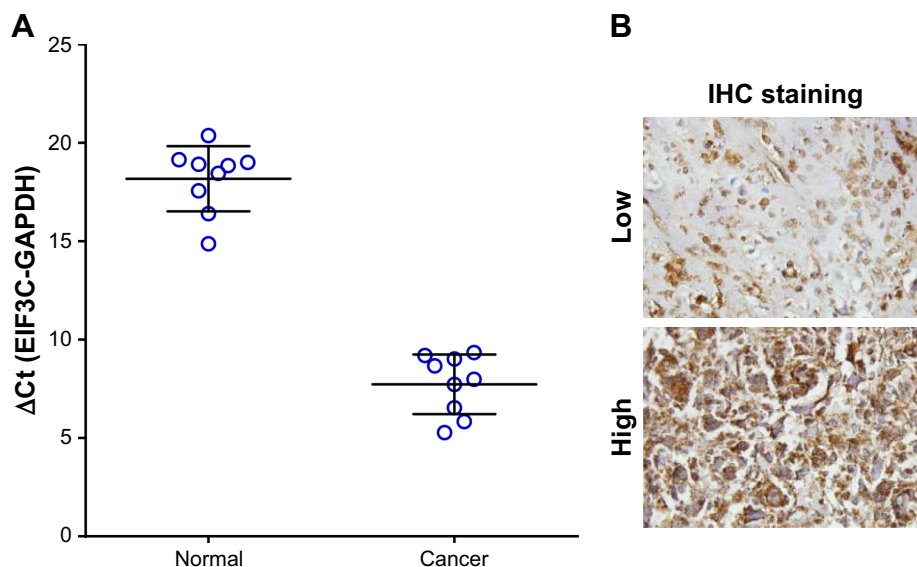 A
ΔCt (EIF3C-GAPDH)
25
20
15
10
5
0
Normal
Cancer
B
IHC staining
Low
High